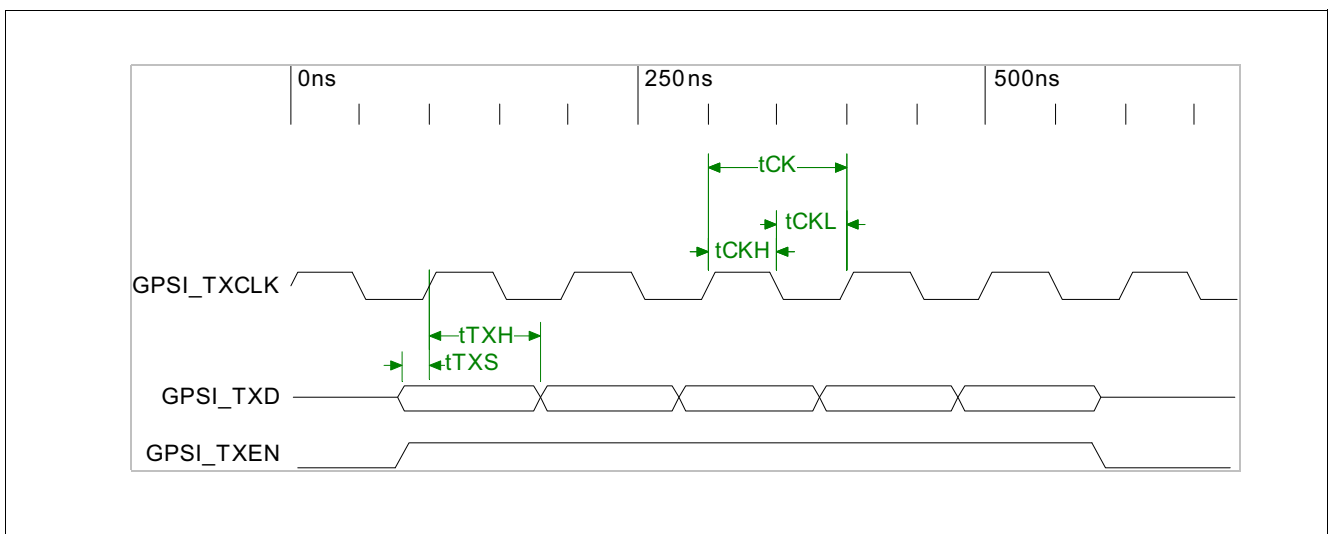 0ns 250ns 500ns
tCK
tCKL
tCKH
GPSI_TXCLK
tTXH
tTXS
GPSI_TXD
GPSI_TXEN